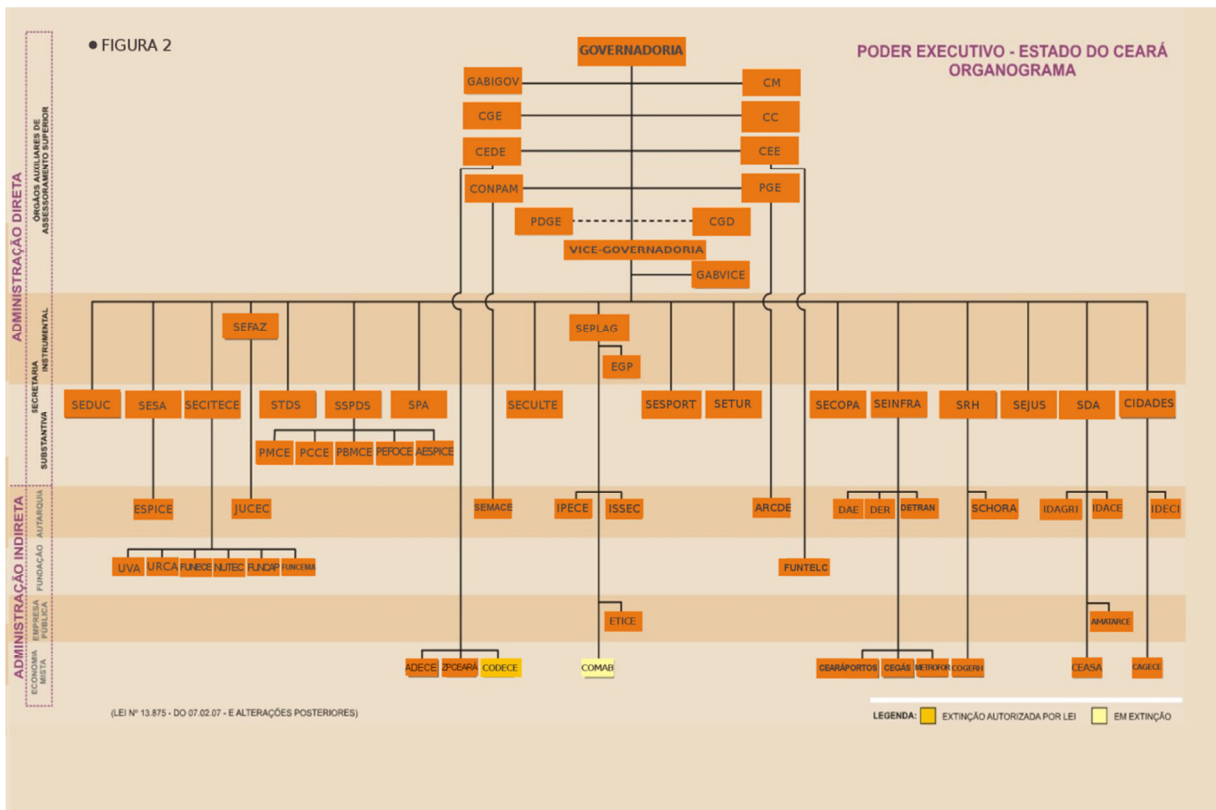 • FIGURA 2
GOVERNADORIA
PODER EXECUTIVO - ESTADO DO CEARÁ
ORGANOGRAMA
GABIGOV
CM
CGE
CC
CEDE
CEE
CONPAM
PGE
PDGE
CGD
VICE-GOVERNADORIA
GABVICE
ADMINISTRAÇÃO DIRETA
ÓRGÃOS AUXILIARES DE
ASSESSORAMENTO SUPERIOR
SECRETARIA
INSTRUMENTAL
SUBSTANTIVA
SEFAZ
SEPLAG
EGP
SEDUC
SESA
SECITECE
STDS
SSPDS
SPA
SECULTE
SESPORT
SETUR
SECOPA
SEINFRA
SRH
SEJUS
SDA
CIDADES
PMCE
PCCE
PBMCE
PEFOCE
AESPICE
ADMINISTRAÇÃO INDIRETA
AUTARQUIA
ESPICE
JUCEC
SEMACE
IPECE
ISSEC
ARCDE
DAE
DER
DETRAN
SCHORA
IDAGRI
IDACE
IDECI
FUNDAÇÃO
UVA
URCA
FUNECE
NUTEC
FUNCAP
FUNCEMA
FUNTELC
EMPRESA
PÚBLICA
ETICE
AMATARCE
ECONOMIA
MISTA
ADECE
ZPCEARÁ
CODECE
COMAB
CEARÁPORTOS
CEGÁS
METROFOR
COGERH
CEASA
CAGECE
(LEI Nº 13.875 - DO 07.02.07 - E ALTERAÇÕES POSTERIORES)
LEGENDA:
EXTINÇÃO AUTORIZADA POR LEI
EM EXTINÇÃO